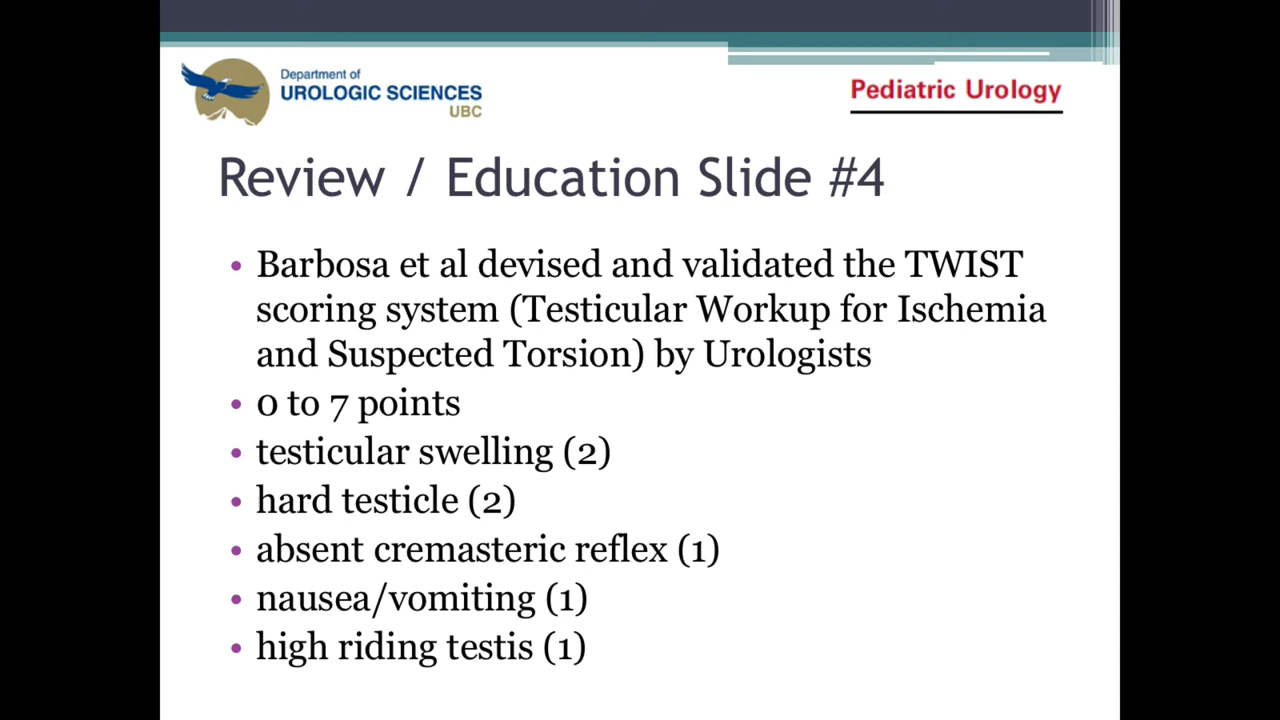 Department of
UROLOGIC SCIENCES
UBC
Pediatric Urology
Review / Education Slide #4
• Barbosa et al devised and validated the TWIST
scoring system (Testicular Workup for Ischemia
and Suspected Torsion) by Urologists
• 0 to 7 points
• testicular swelling (2)
• hard testicle (2)
• absent cremasteric reflex (1)
• nausea/vomiting (1)
• high riding testis (1)